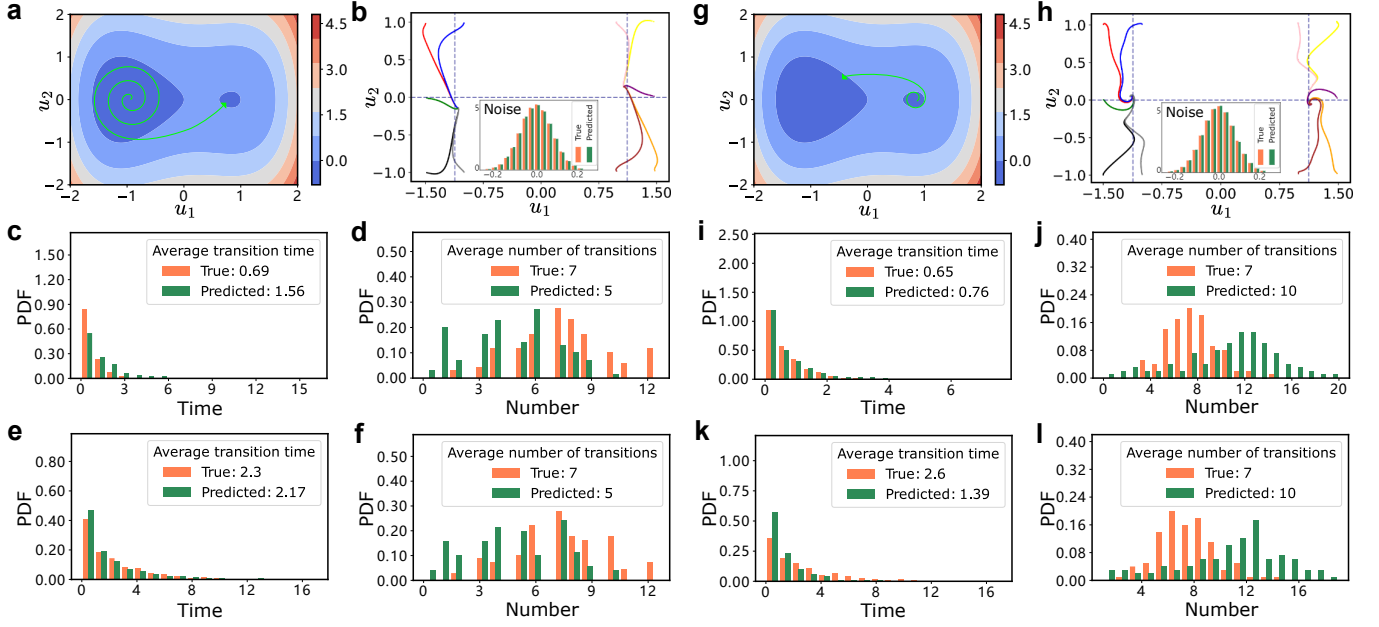 a
2
1
0
−1
−2
u₂
−2
−1
0
1
2
u₁
4.5
3.0
1.5
0.0
b
1.0
0.5
0.0
−0.5
−1.0
u₂
−1.50
−0.75
0.0
0.75
1.50
u₁
Noise
True
Predicted
5
0
−0.2
0.0
0.2
g
2
1
0
−1
−2
u₂
−2
−1
0
1
2
u₁
4.5
3.0
1.5
0.0
h
1.0
0.5
0.0
−0.5
−1.0
u₂
−1.50
−0.75
0.00
0.75
1.50
u₁
Noise
True
Predicted
5
0
−0.2
0.0
0.2
c
1.50
1.20
0.90
0.60
0.30
0.00
PDF
Average transition time
True: 0.69
Predicted: 1.56
0
3
6
9
12
15
Time
d
0.50
0.40
0.30
0.20
0.10
0.00
PDF
Average number of transitions
True: 7
Predicted: 5
0
3
6
9
12
Number
i
2.50
2.00
1.50
1.00
0.50
0.00
PDF
Average transition time
True: 0.65
Predicted: 0.76
0
2
4
6
Time
j
0.40
0.32
0.24
0.16
0.08
0.00
PDF
Average number of transitions
True: 7
Predicted: 10
0
4
8
12
16
20
Number
e
0.80
0.60
0.40
0.20
0.00
PDF
Average transition time
True: 2.3
Predicted: 2.17
0
4
8
12
16
Time
f
0.50
0.40
0.30
0.20
0.10
0.00
PDF
Average number of transitions
True: 7
Predicted: 5
0
3
6
9
12
Number
k
1.00
0.75
0.50
0.25
0.00
PDF
Average transition time
True: 2.6
Predicted: 1.39
0
4
8
12
16
Time
l
0.40
0.30
0.20
0.10
0.00
PDF
Average number of transitions
True: 7
Predicted: 10
4
8
12
16
Number